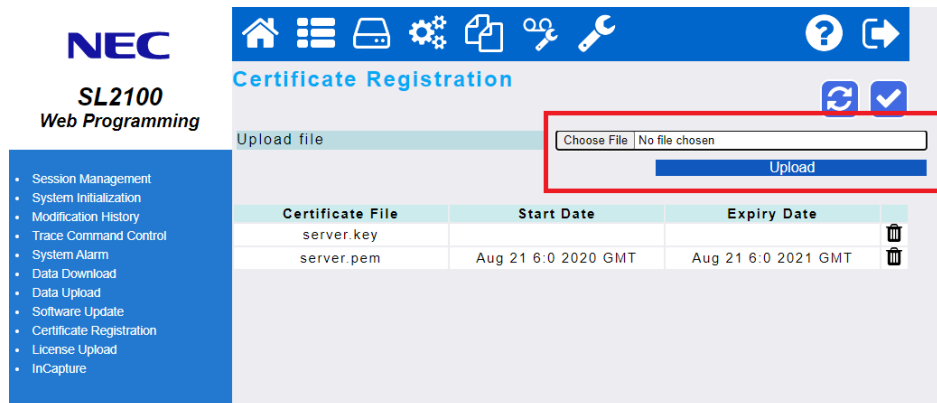 NEC
SL2100
Web Programming
Session Management
System Initialization
Modification History
Trace Command Control
System Alarm
Data Download
Data Upload
Software Update
Certificate Registration
License Upload
InCapture
?
Certificate Registration
Upload file
Choose File No file chosen
Upload
Certificate File Start Date Expiry Date
server.key
server.pem Aug 21 6:0 2020 GMT Aug 21 6:0 2021 GMT